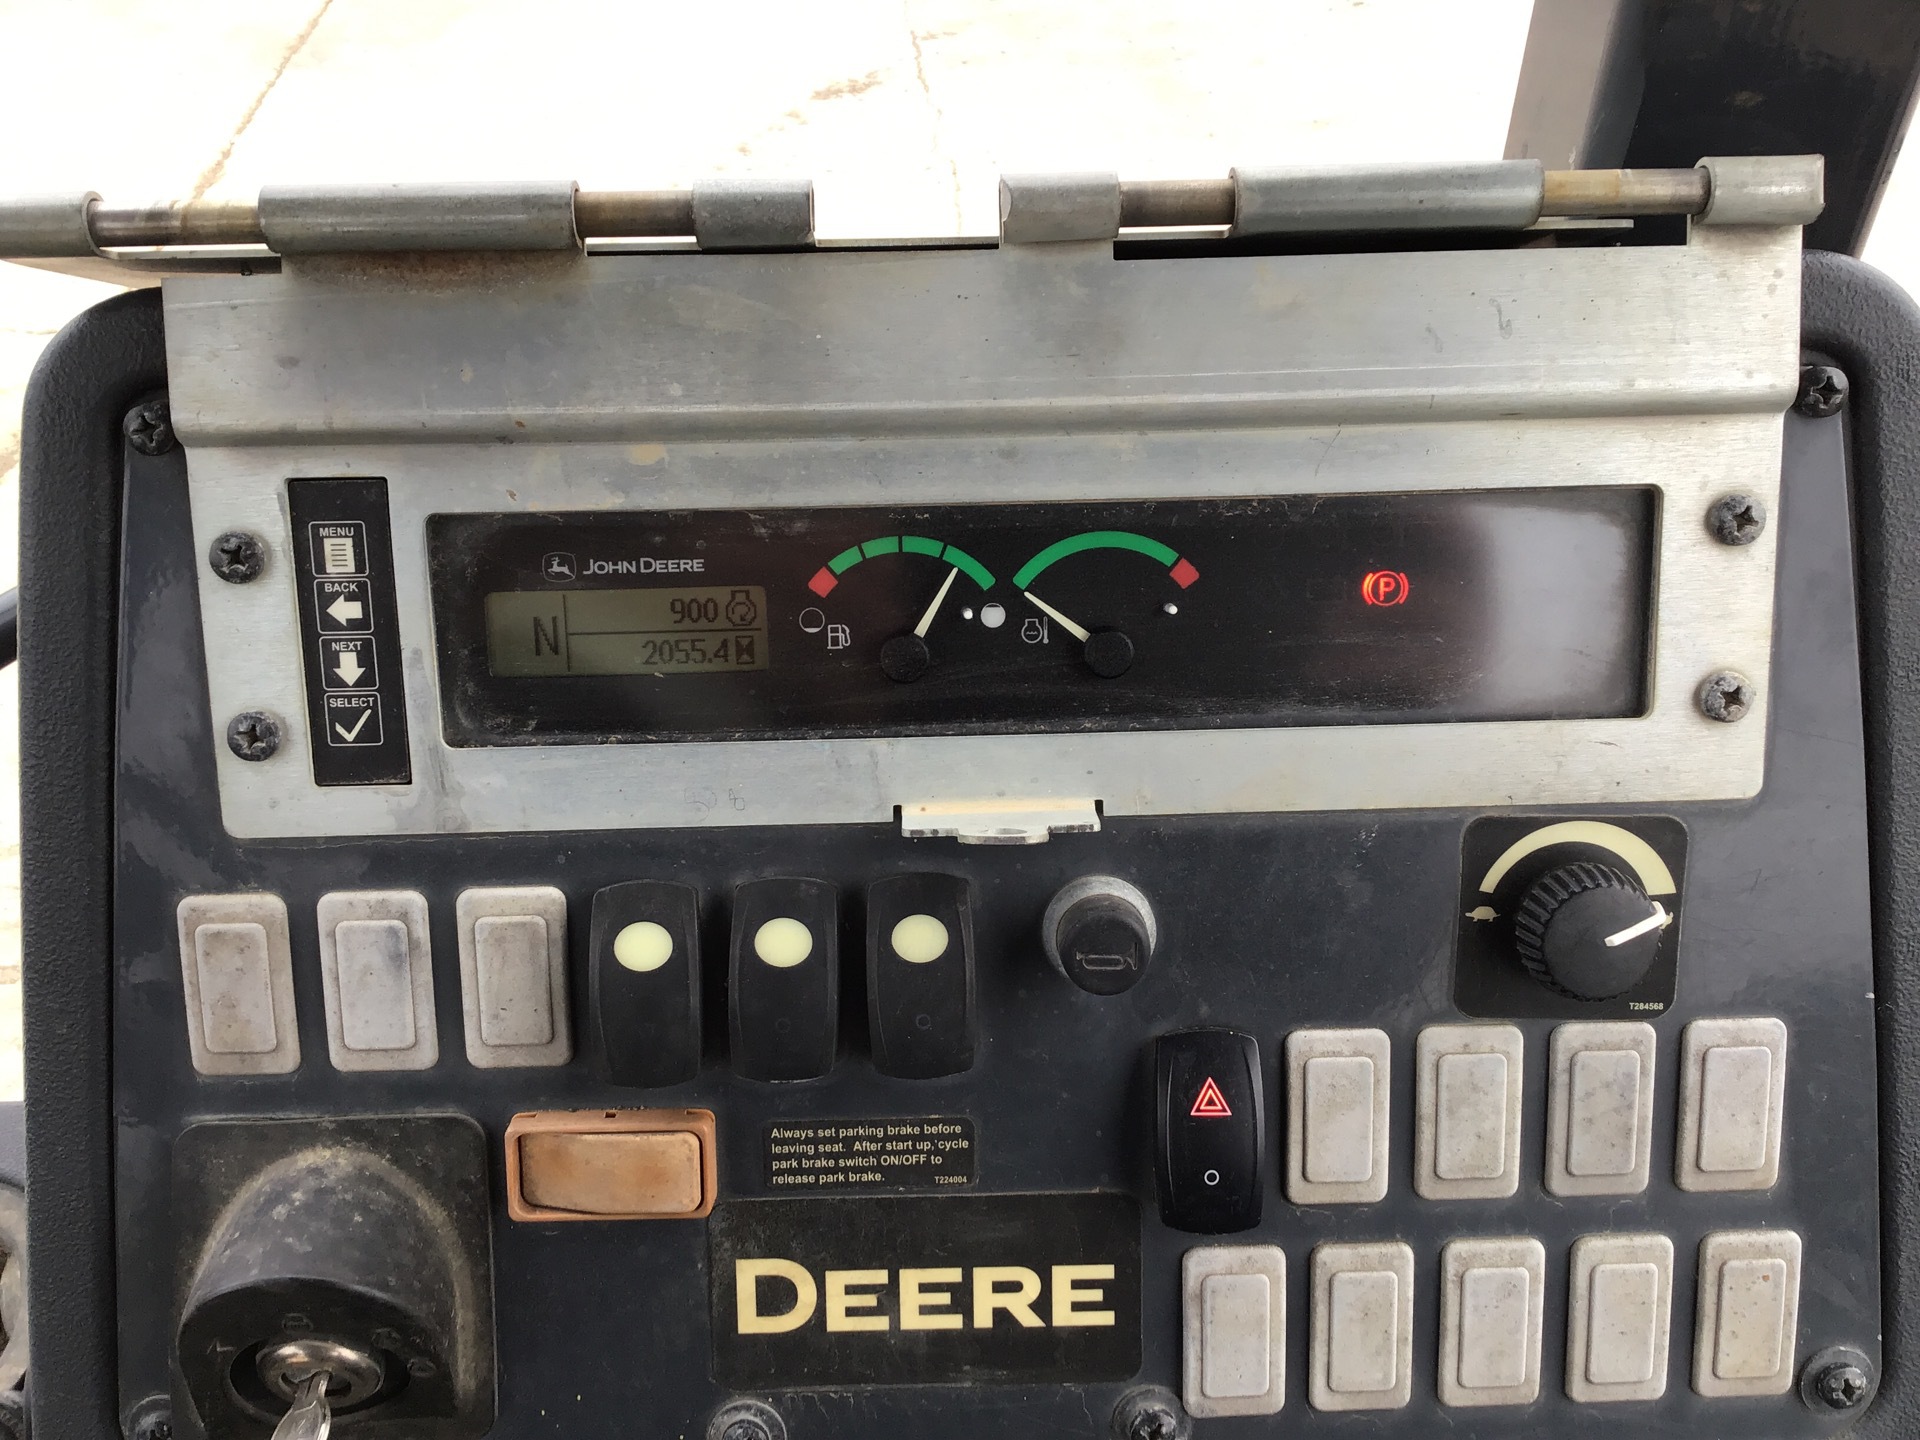 MENU
BACK
NEXT
SELECT
JOHN DEERE
N
900
2055.4
P
T284568
Always set parking brake before
leaving seat. After start up, cycle
park brake switch ON/OFF to
release park brake.
T224004
DEERE